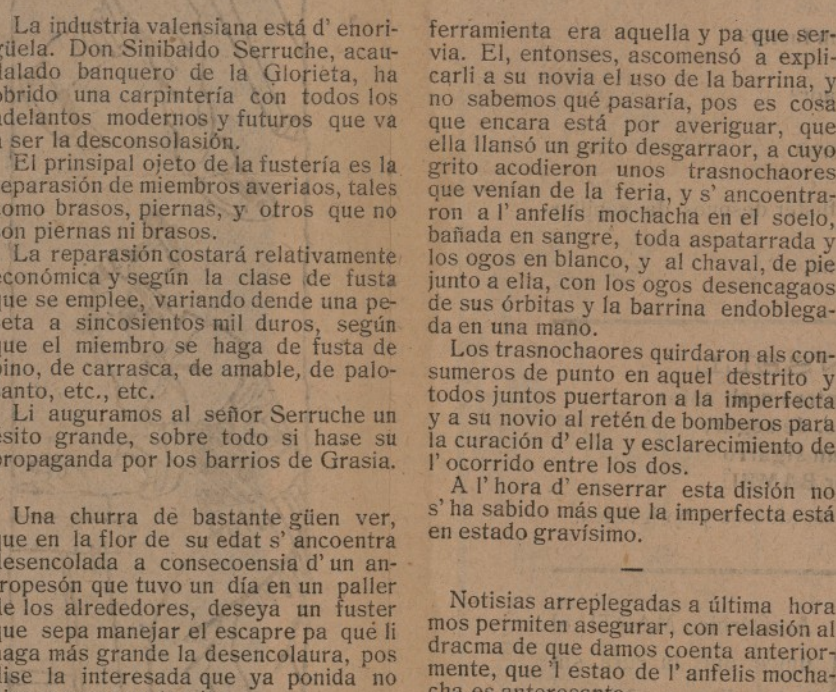 La industria valensiana está d' enori-
güela. Don Sinibaldo Serruche, acau-
dalado banquero de la Glorieta, ha
obrido una carpintería con todos los
adelantos modernos y futuros que va
a ser la desconsolasión.
El prinsipal ojeto de la fustería es la
reparasión de miembros averiaos, tales
como brasos, piernas, y otros que no
son piernas ni brasos.
La reparasión costará relativamente
económica y según la clase de fusta
que se emplee, variando dende una pe-
seta a sincosientos mil duros, según
que el miembro se haga de fusta de
pino, de carrasca, de amable, de palo-
santo, etc., etc.
Li auguramos al señor Serruche un
esito grande, sobre todo si hase su
propaganda por los barrios de Grasia.
Una churra de bastante güen ver,
que en la flor de su edat s' ancoentra
desencolada a consecoensia d' un an-
tropesón que tuvo un día en un paller
de los alrededores, deseya un fuster
que sepa manejar el escapre pa que li
haga más grande la desencolaura, pos
dise la interesada que ya ponida no
ferramienta era aquella y pa que ser-
via. El, entonses, ascomensó a expli-
carli a su novia el uso de la barrina, y
no sabemos qué pasaría, pos es cosa
que encara está por averiguar, que
ella llansó un grito desgarraor, a cuyo
grito acodieron unos trasnochaores
que venían de la feria, y s' ancoentra-
ron a l' anfelís mochacha en el soelo,
bañada en sangre, toda aspatarrada y
los ogos en blanco, y al chaval, de pie
junto a ella, con los ogos desencagaos
de sus órbitas y la barrina endoblega-
da en una mano.
Los trasnochaores quirdaron als con-
sumeros de punto en aquel destrito y
todos juntos puertaron a la imperfecta
y a su novio al retén de bomberos para
la curación d' ella y esclarecimiento de
l' ocorrido entre los dos.
A l' hora d' enserrar esta disión no
s' ha sabido más que la imperfecta está
en estado gravísimo.
Notisias arreplegadas a última hora
mos permiten asegurar, con relasión al
dracma de que damos coenta anterior-
mente, que 'l estao de l' anfelis mocha-
cha es anteresante